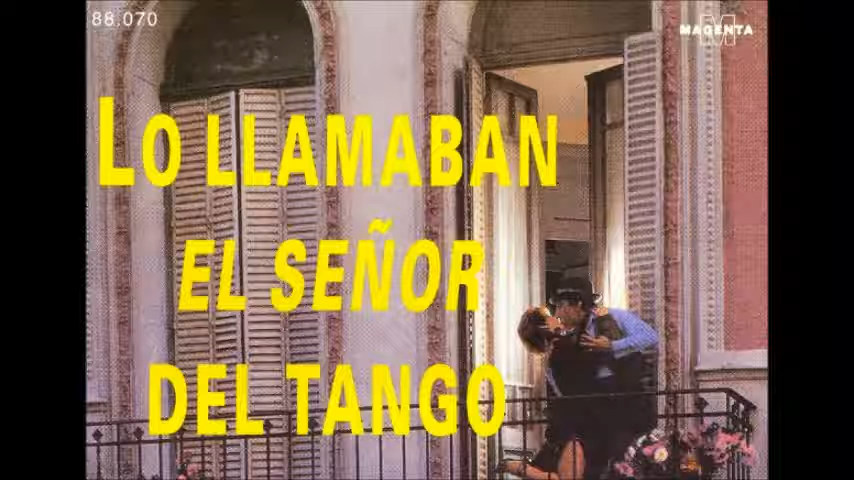 88.070
MAGENTA
M
LO LLAMABAN
EL SEÑOR
DEL TANGO